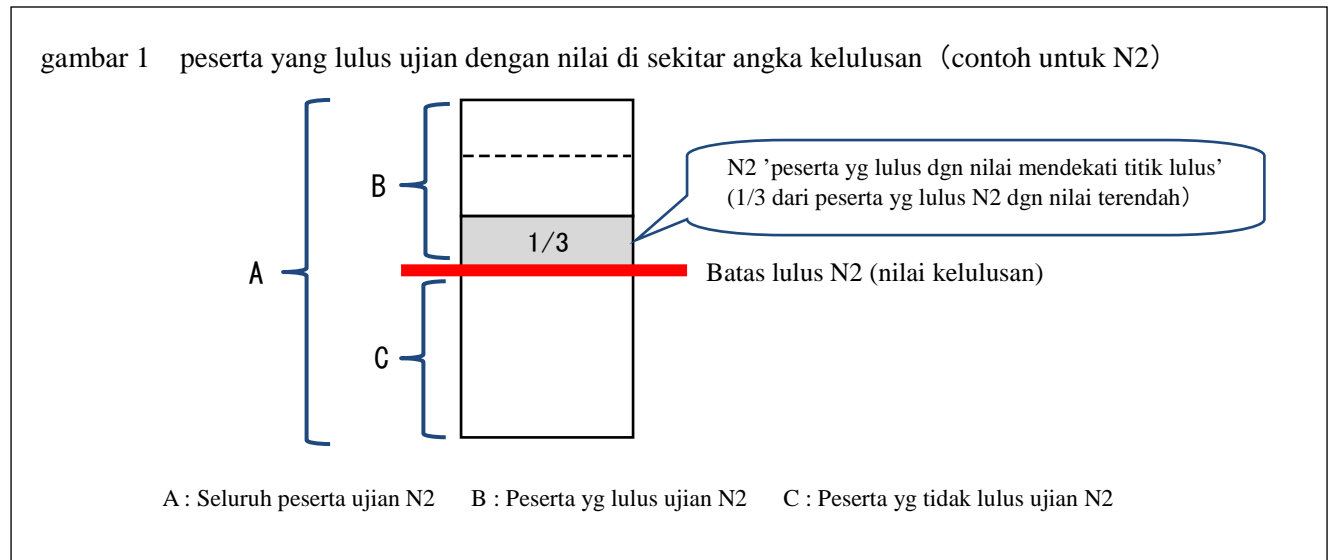 gambar 1 peserta yang lulus ujian dengan nilai di sekitar angka kelulusan（contoh untuk N2）
N2 ’peserta yg lulus dgn nilai mendekati titik lulus’
(1/3 dari peserta yg lulus N2 dgn nilai terendah）
B
1/3
A
Batas lulus N2 (nilai kelulusan)
C
A : Seluruh peserta ujian N2 B : Peserta yg lulus ujian N2 C : Peserta yg tidak lulus ujian N2